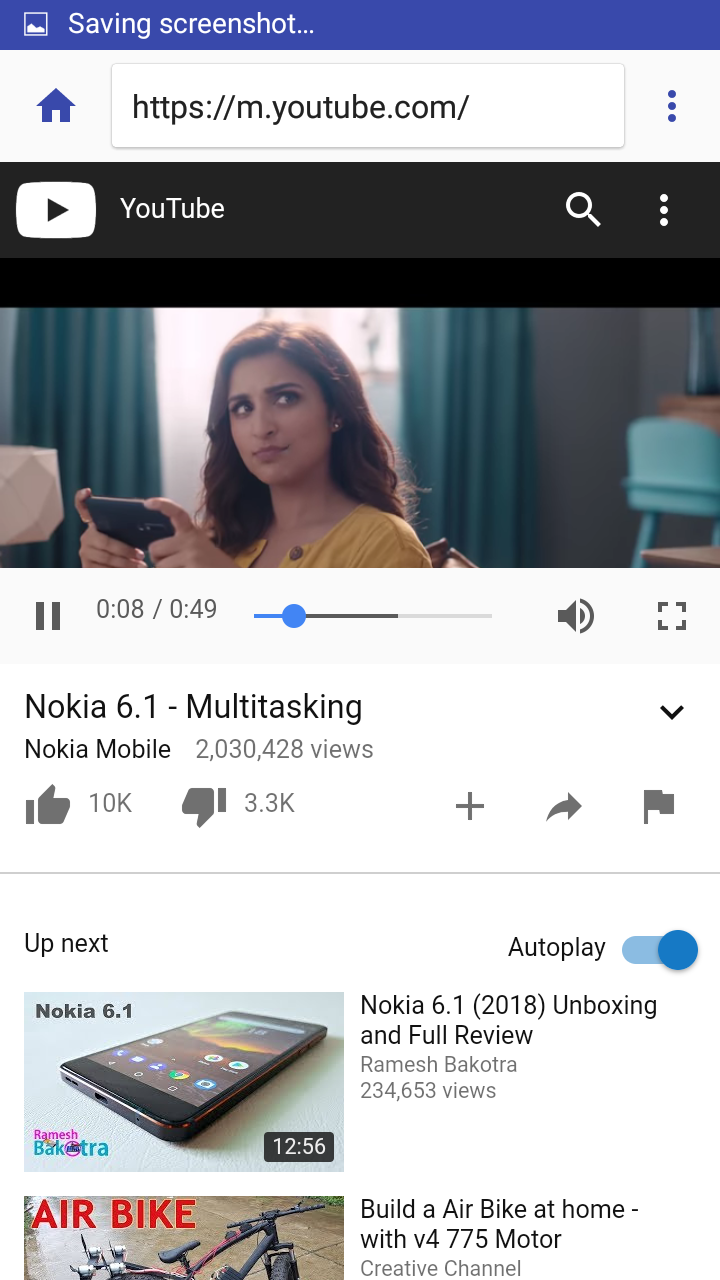 Saving screenshot...
https://m.youtube.com/
YouTube
0:08 / 0:49
Nokia 6.1 - Multitasking
Nokia Mobile 2,030,428 views
10K 3.3K
Up next
Autoplay
Nokia 6.1
Ramesh
Bakotra
12:56
Nokia 6.1 (2018) Unboxing
and Full Review
Ramesh Bakotra
234,653 views
AIR BIKE
Build a Air Bike at home -
with v4 775 Motor
Creative Channel